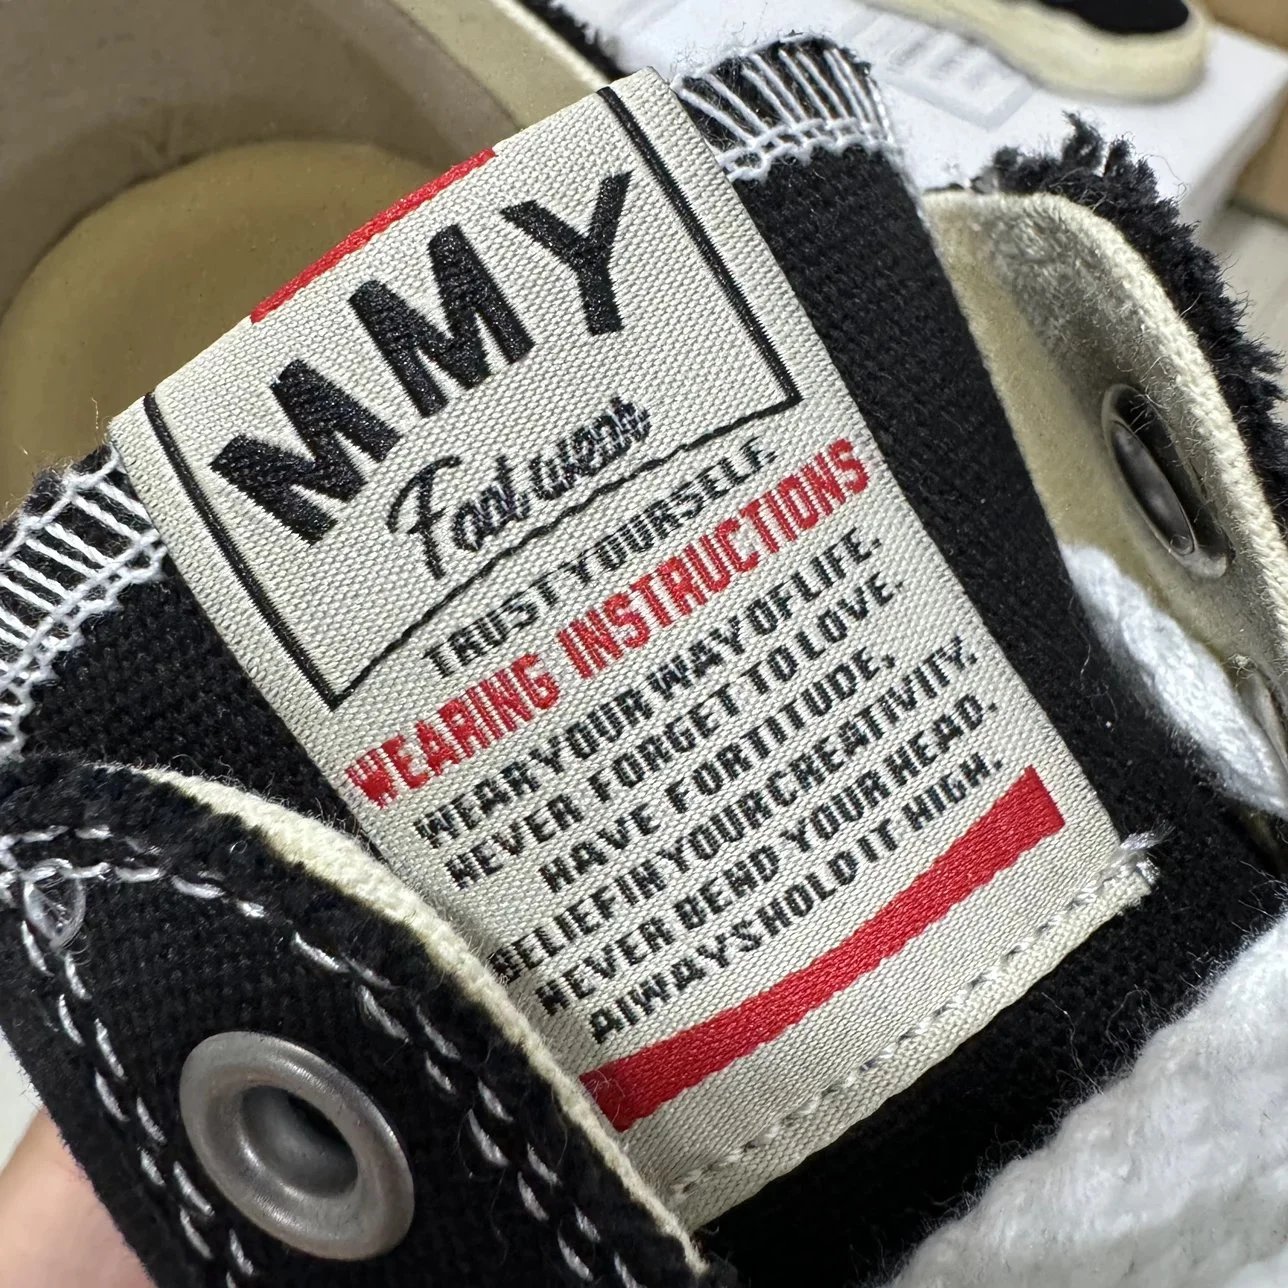 MMY
Footwear
TRUST YOURSELF.
WEARING INSTRUCTIONS
WEAR YOUR WAY OF LIFE.
NEVER FORGET TO LOVE.
HAVE FORTITUDE.
BELIEF IN YOUR CREATIVITY.
NEVER BEND YOUR HEAD.
AlWAYS HOLD IT HIGH.